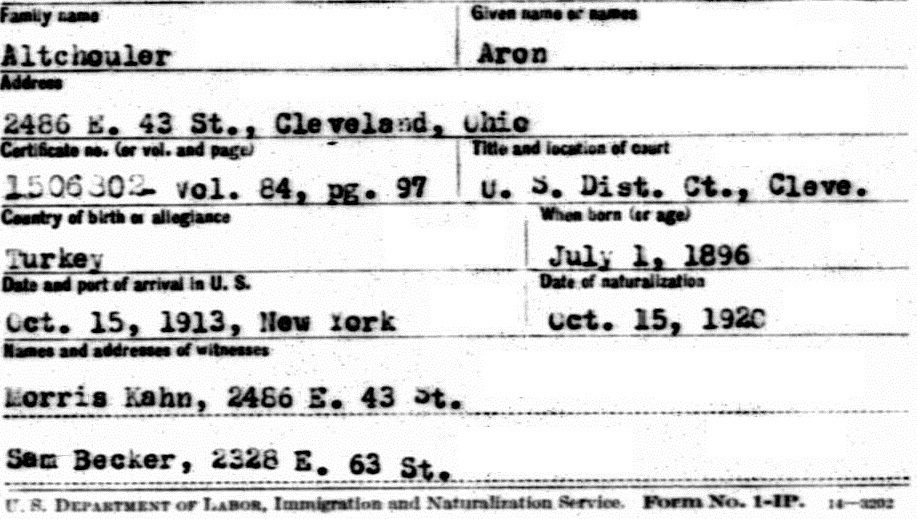 Family name Given name or names
Altchouler Aron
Address
2486 E. 43 St., Cleveland, Ohio
Certificate no. (or vol. and page) Title and location of court
1506302- Vol. 84, pg. 97 U. S. Dist. Ct., Cleve.
Country of birth or allegiance When born (or age)
Turkey July 1, 1896
Date and port of arrival in U. S. Date of naturalization
Oct. 15, 1913, New York Oct. 15, 1920
Names and addresses of witnesses
Morris Kahn, 2486 E. 43 St.
Sam Becker, 2328 E. 63 St.
U. S. DEPARTMENT OF LABOR, Immigration and Naturalization Service. Form No. 1-IP. 14—3202